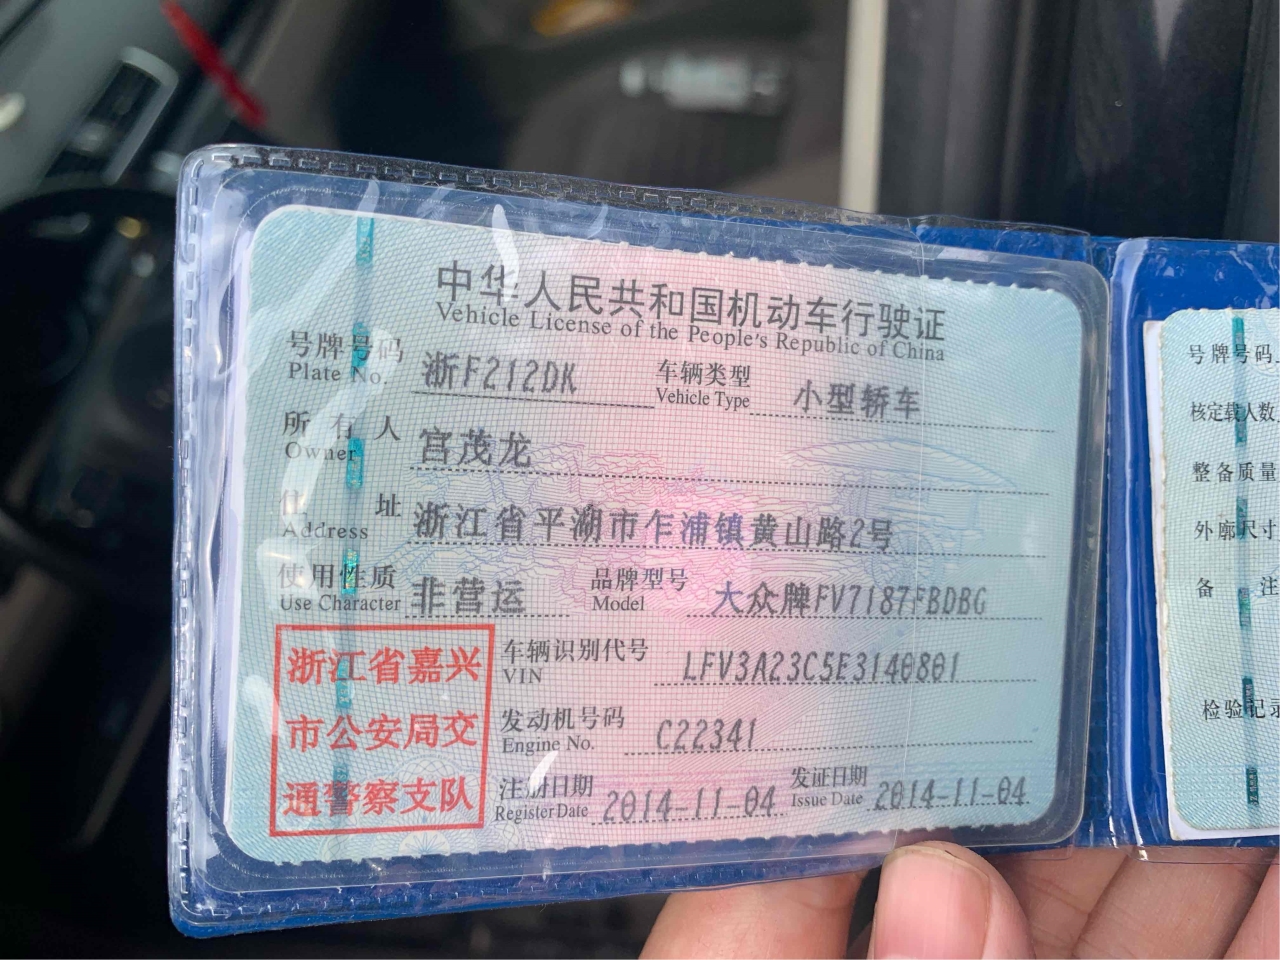 中华人民共和国机动车行驶证
Vehicle License of the People's Republic of China
号牌号码 浙F212DK 车辆类型 小型轿车
Plate No. Vehicle Type
所有人 宫茂龙
Owner
住址 浙江省平湖市乍浦镇黄山路2号
Address
使用性质 非营运 品牌型号 大众牌FV7187FBDBG
Use Character Model
浙江省嘉兴
市公安局交
通警察支队
车辆识别代号 LFV3A23C5E3140801
VIN
发动机号码 C22341
Engine No.
注册日期 2014-11-04 发证日期 2014-11-04
Register Date Issue Date
号牌号码
核定载人数
整备质量
外廓尺寸
备注
检验记录